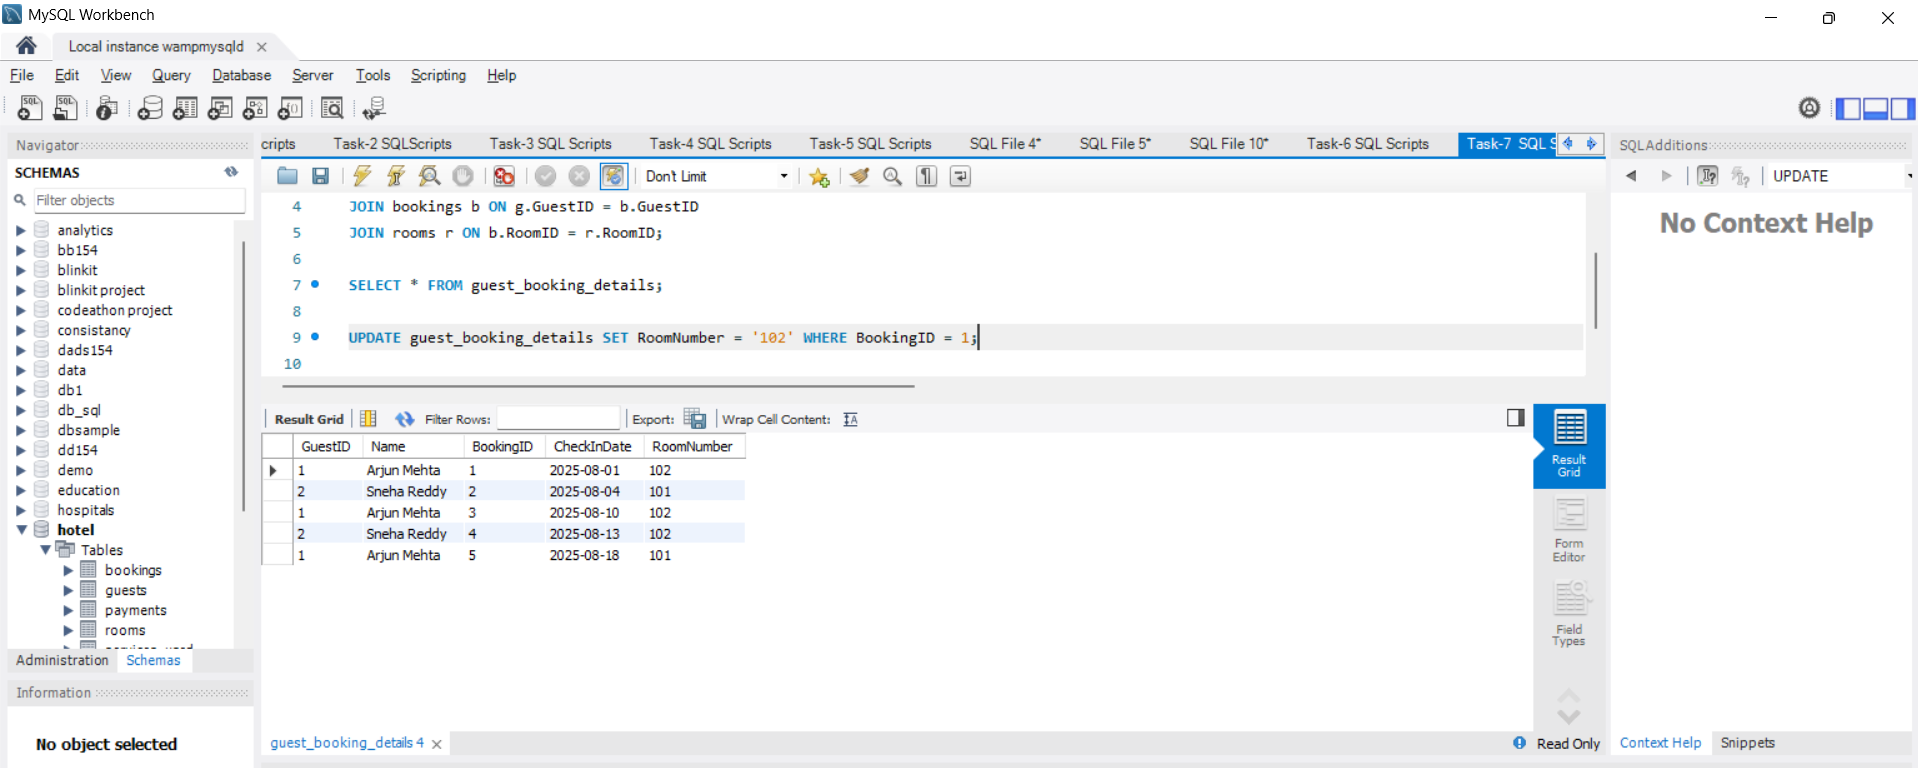 MySQL Workbench
Local instance wampmysqld
File Edit View Query Database Server Tools Scripting Help
Navigator
SCHEMAS
Filter objects
analytics
bb154
blinkit
blinkit project
codeathon project
consistancy
dads154
data
db1
db_sql
dbsample
dd154
demo
education
hospitals
hotel
Tables
bookings
guests
payments
rooms
Administration Schemas
Information
No object selected
cripts Task-2 SQLScripts Task-3 SQL Scripts Task-4 SQL Scripts Task-5 SQL Scripts SQL File 4* SQL File 5* SQL File 10* Task-6 SQL Scripts Task-7 SQL S
Don't Limit
4 JOIN bookings b ON g.GuestID = b.GuestID
5 JOIN rooms r ON b.RoomID = r.RoomID;
6
7 SELECT * FROM guest_booking_details;
8
9 UPDATE guest_booking_details SET RoomNumber = '102' WHERE BookingID = 1;
10
Result Grid Filter Rows: Export: Wrap Cell Content:
GuestID Name BookingID CheckInDate RoomNumber
1 Arjun Mehta 1 2025-08-01 102
2 Sneha Reddy 2 2025-08-04 101
1 Arjun Mehta 3 2025-08-10 102
2 Sneha Reddy 4 2025-08-13 102
1 Arjun Mehta 5 2025-08-18 101
Result
Grid
Form
Editor
Field
Types
guest_booking_details 4
Read Only
SQLAdditions
UPDATE
No Context Help
Context Help Snippets